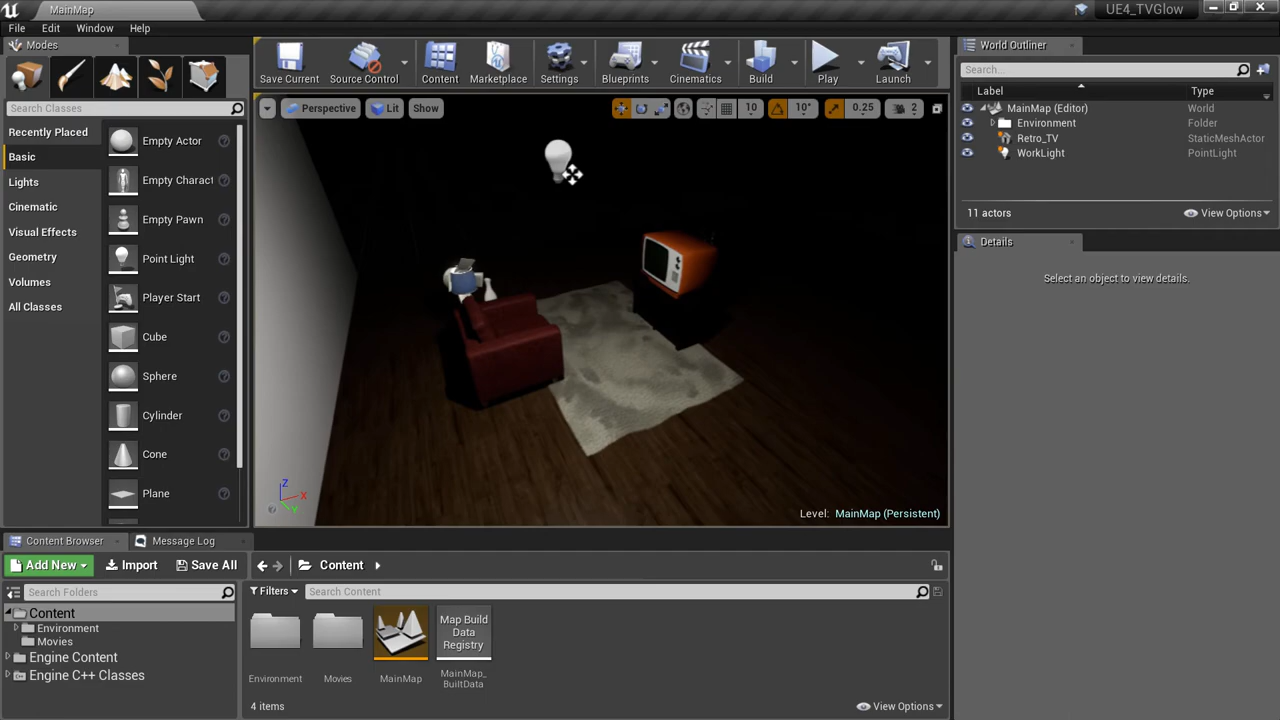 MainMap
UE4_TVGlow
File Edit Window Help
Modes
Search Classes
Recently Placed
Basic
Lights
Cinematic
Visual Effects
Geometry
Volumes
All Classes
Empty Actor
Empty Charact
Empty Pawn
Point Light
Player Start
Cube
Sphere
Cylinder
Cone
Plane
Save Current
Source Control
Content
Marketplace
Settings
Blueprints
Cinematics
Build
Play
Launch
Perspective
Lit
Show
10
10°
0.25
2
Z
X
Y
Level: MainMap (Persistent)
World Outliner
Search...
Label Type
MainMap (Editor) World
Environment Folder
Retro_TV StaticMeshActor
WorkLight PointLight
11 actors
View Options
Details
Select an object to view details.
Content Browser
Message Log
Add New
Import
Save All
Content
Search Folders
Content
Environment
Movies
Engine Content
Engine C++ Classes
Filters
Search Content
Environment
Movies
MainMap
Map Build
Data
Registry
MainMap_
BuiltData
4 items
View Options